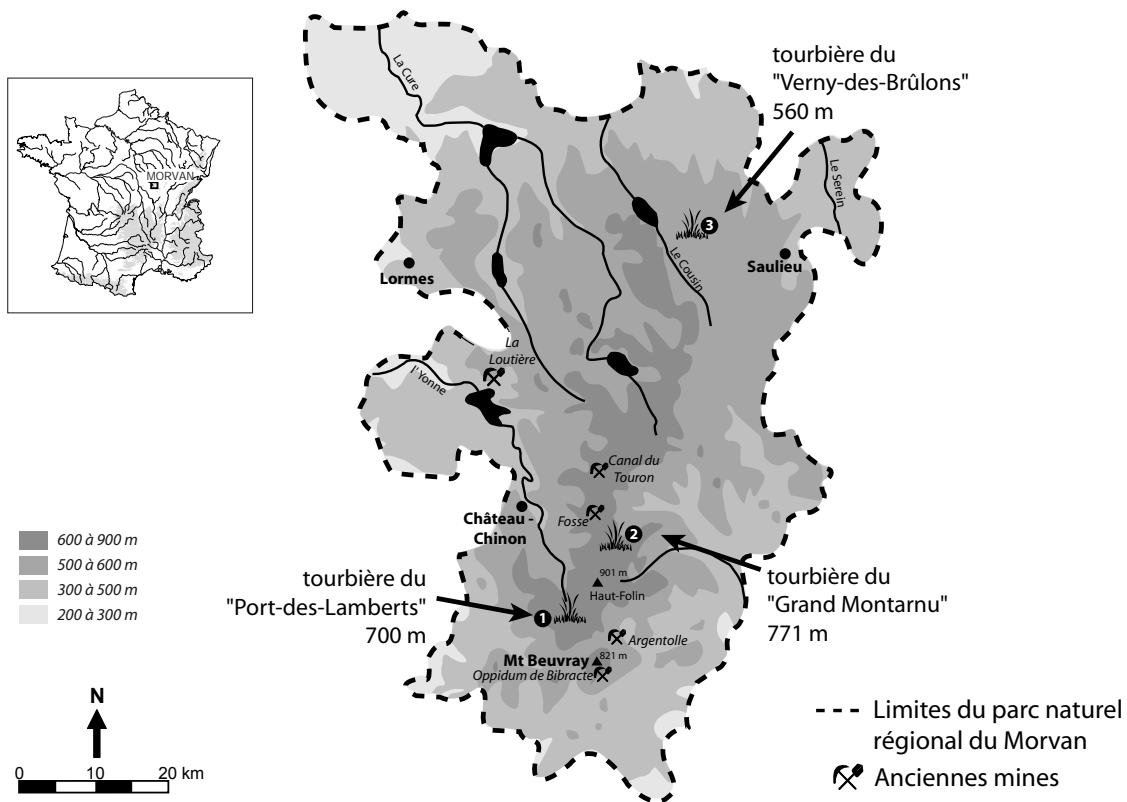 MORVAN
La Cure
tourbière du
"Verny-des-Brûlons"
560 m
Le Serein
3
Le Cousin
Saulieu
Lormes
La
Loutière
l'Yonne
Canal du
Touron
Château -
Chinon
Fosse
2
600 à 900 m
500 à 600 m
300 à 500 m
200 à 300 m
901 m
Haut-Folin
tourbière du
"Port-des-Lamberts"
700 m
1
tourbière du
"Grand Montarnu"
771 m
Argentolle
Mt Beuvray
821 m
Oppidum de Bibracte
N
0 10 20 km
Limites du parc naturel
régional du Morvan
Anciennes mines